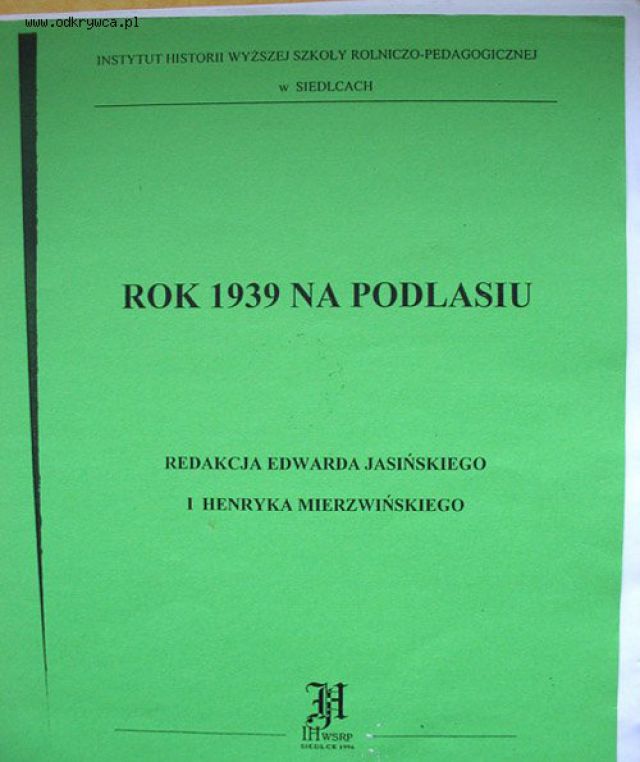 www.odkrywca.pl
INSTYTUT HISTORII WYŻSZEJ SZKOŁY ROLNICZO-PEDAGOGICZNEJ
w SIEDLCACH
ROK 1939 NA PODLASIU
REDAKCJA EDWARDA JASIŃSKIEGO
I HENRYKA MIERZWIŃSKIEGO
IH WSRP
SIEDLCE 1996